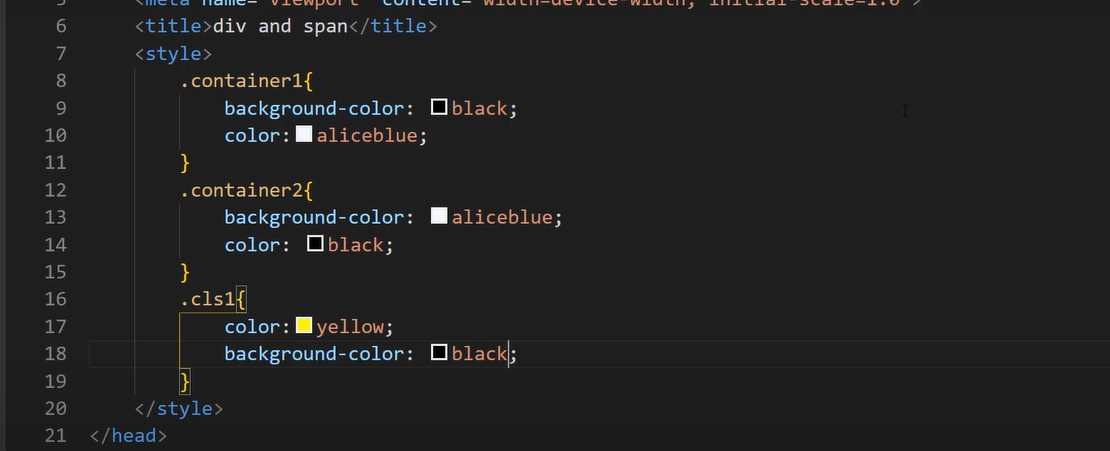 5 <meta name="viewport" content="width=device-width, initial-scale=1.0">
6 <title>div and span</title>
7 <style>
8 .container1{
9 background-color: black;
10 color: aliceblue;
11 }
12 .container2{
13 background-color: aliceblue;
14 color: black;
15 }
16 .cls1{
17 color: yellow;
18 background-color: black;
19 }
20 </style>
21 </head>